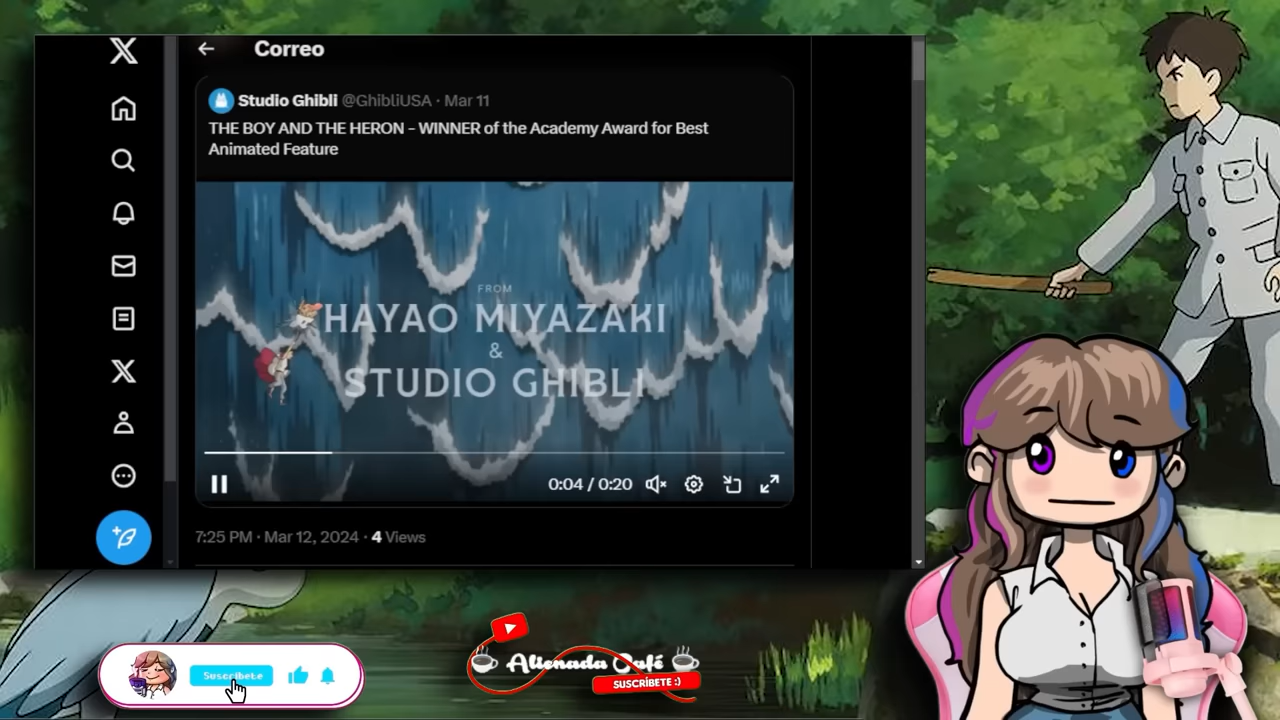 Correo
Studio Ghibli @GhibliUSA · Mar 11
THE BOY AND THE HERON – WINNER of the Academy Award for Best
Animated Feature
FROM
HAYAO MIYAZAKI
&
STUDIO GHIBLI
0:04 / 0:20
7:25 PM · Mar 12, 2024 · 4 Views
Suscribete
Alienada Café
SUSCRÍBETE :)